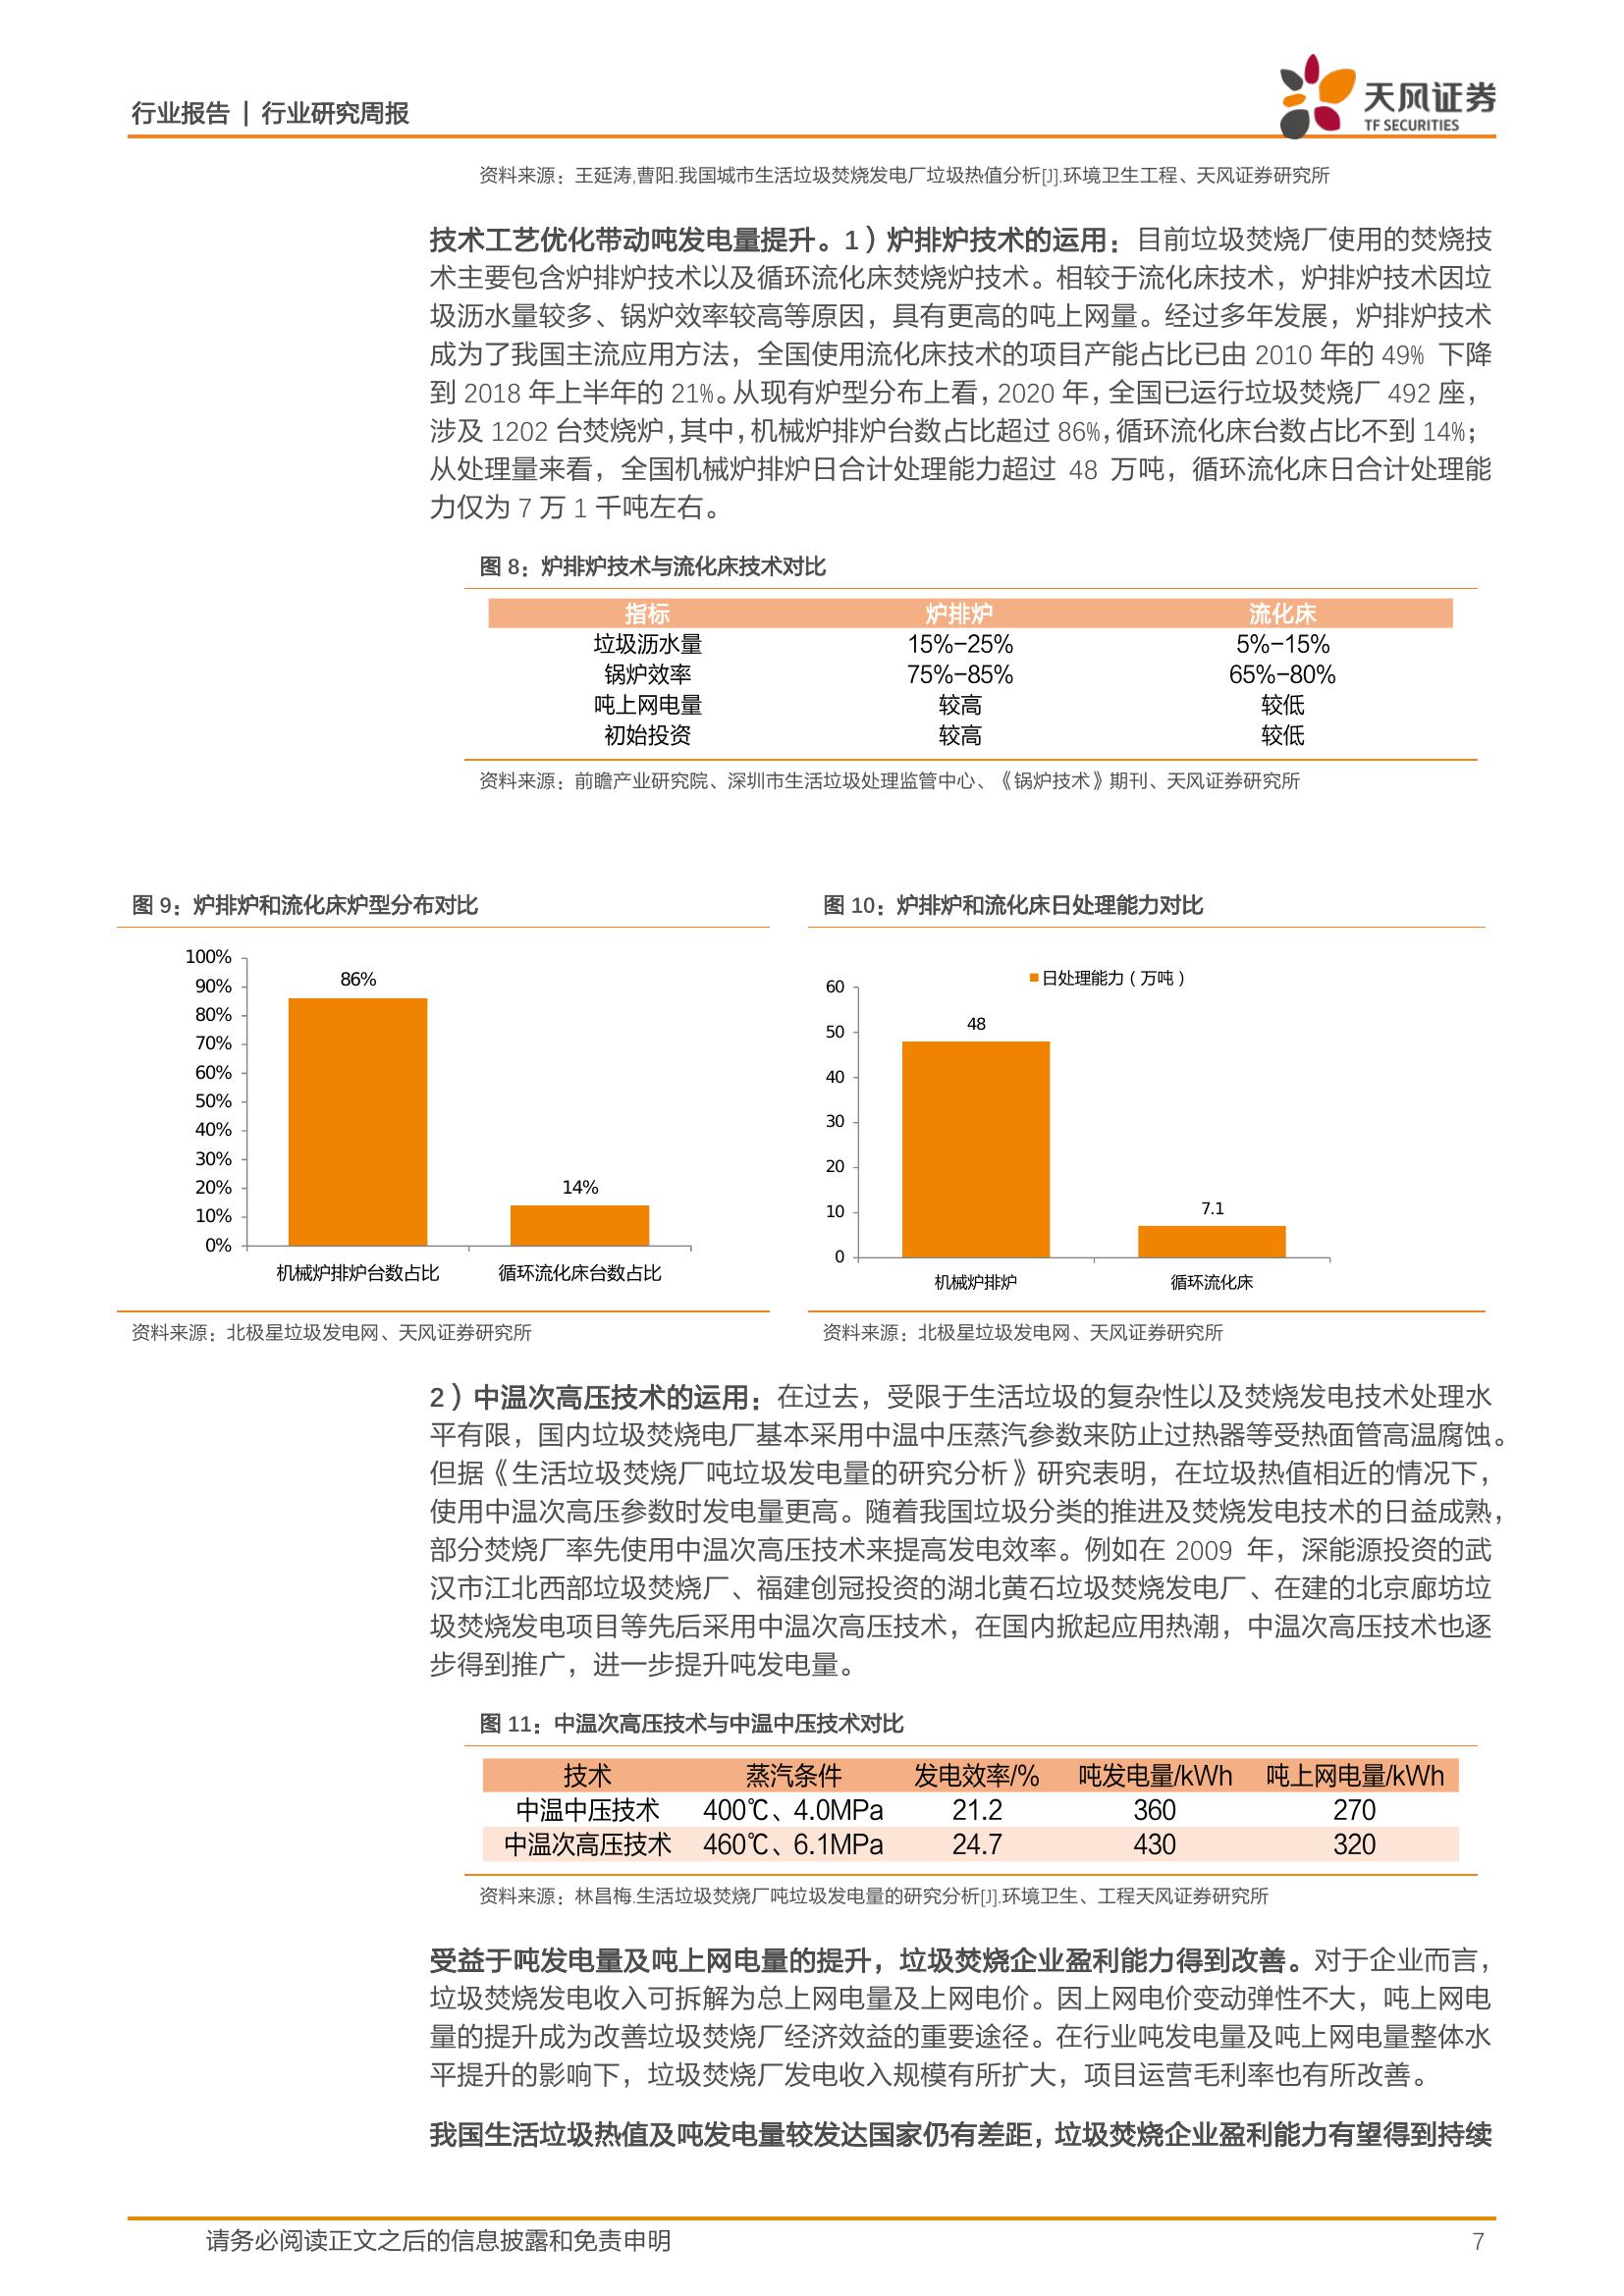 行业报告 | 行业研究周报
天风证券
TF SECURITIES
资料来源：王延涛,曹阳.我国城市生活垃圾焚烧发电厂垃圾热值分析[J].环境卫生工程、天风证券研究所
技术工艺优化带动吨发电量提升。1）炉排炉技术的运用：目前垃圾焚烧厂使用的焚烧技
术主要包含炉排炉技术以及循环流化床焚烧炉技术。相较于流化床技术，炉排炉技术因垃
圾沥水量较多、锅炉效率较高等原因，具有更高的吨上网量。经过多年发展，炉排炉技术
成为了我国主流应用方法，全国使用流化床技术的项目产能占比已由 2010 年的 49% 下降
到 2018 年上半年的 21%。从现有炉型分布上看，2020 年，全国已运行垃圾焚烧厂 492 座，
涉及 1202 台焚烧炉，其中，机械炉排炉台数占比超过 86%，循环流化床台数占比不到 14%；
从处理量来看，全国机械炉排炉日合计处理能力超过 48 万吨，循环流化床日合计处理能
力仅为 7 万 1 千吨左右。
图 8：炉排炉技术与流化床技术对比
指标 炉排炉 流化床
垃圾沥水量 15%-25% 5%-15%
锅炉效率 75%-85% 65%-80%
吨上网电量 较高 较低
初始投资 较高 较低
资料来源：前瞻产业研究院、深圳市生活垃圾处理监管中心、《锅炉技术》期刊、天风证券研究所
图 9：炉排炉和流化床炉型分布对比
100%
90%
80%
70%
60%
50%
40%
30%
20%
10%
0%
86%
14%
机械炉排炉台数占比 循环流化床台数占比
资料来源：北极星垃圾发电网、天风证券研究所
图 10：炉排炉和流化床日处理能力对比
日处理能力（万吨）
60
50
40
30
20
10
0
48
7.1
机械炉排炉 循环流化床
资料来源：北极星垃圾发电网、天风证券研究所
2）中温次高压技术的运用：在过去，受限于生活垃圾的复杂性以及焚烧发电技术处理水
平有限，国内垃圾焚烧电厂基本采用中温中压蒸汽参数来防止过热器等受热面管高温腐蚀。
但据《生活垃圾焚烧厂吨垃圾发电量的研究分析》研究表明，在垃圾热值相近的情况下，
使用中温次高压参数时发电量更高。随着我国垃圾分类的推进及焚烧发电技术的日益成熟，
部分焚烧厂率先使用中温次高压技术来提高发电效率。例如在 2009 年，深能源投资的武
汉市江北西部垃圾焚烧厂、福建创冠投资的湖北黄石垃圾焚烧发电厂、在建的北京廊坊垃
圾焚烧发电项目等先后采用中温次高压技术，在国内掀起应用热潮，中温次高压技术也逐
步得到推广，进一步提升吨发电量。
图 11：中温次高压技术与中温中压技术对比
技术 蒸汽条件 发电效率/% 吨发电量/kWh 吨上网电量/kWh
中温中压技术 400℃、4.0MPa 21.2 360 270
中温次高压技术 460℃、6.1MPa 24.7 430 320
资料来源：林昌梅.生活垃圾焚烧厂吨垃圾发电量的研究分析[J].环境卫生、工程天风证券研究所
受益于吨发电量及吨上网电量的提升，垃圾焚烧企业盈利能力得到改善。对于企业而言，
垃圾焚烧发电收入可拆解为总上网电量及上网电价。因上网电价变动弹性不大，吨上网电
量的提升成为改善垃圾焚烧厂经济效益的重要途径。在行业吨发电量及吨上网电量整体水
平提升的影响下，垃圾焚烧厂发电收入规模有所扩大，项目运营毛利率也有所改善。
我国生活垃圾热值及吨发电量较发达国家仍有差距，垃圾焚烧企业盈利能力有望得到持续
请务必阅读正文之后的信息披露和免责申明
7